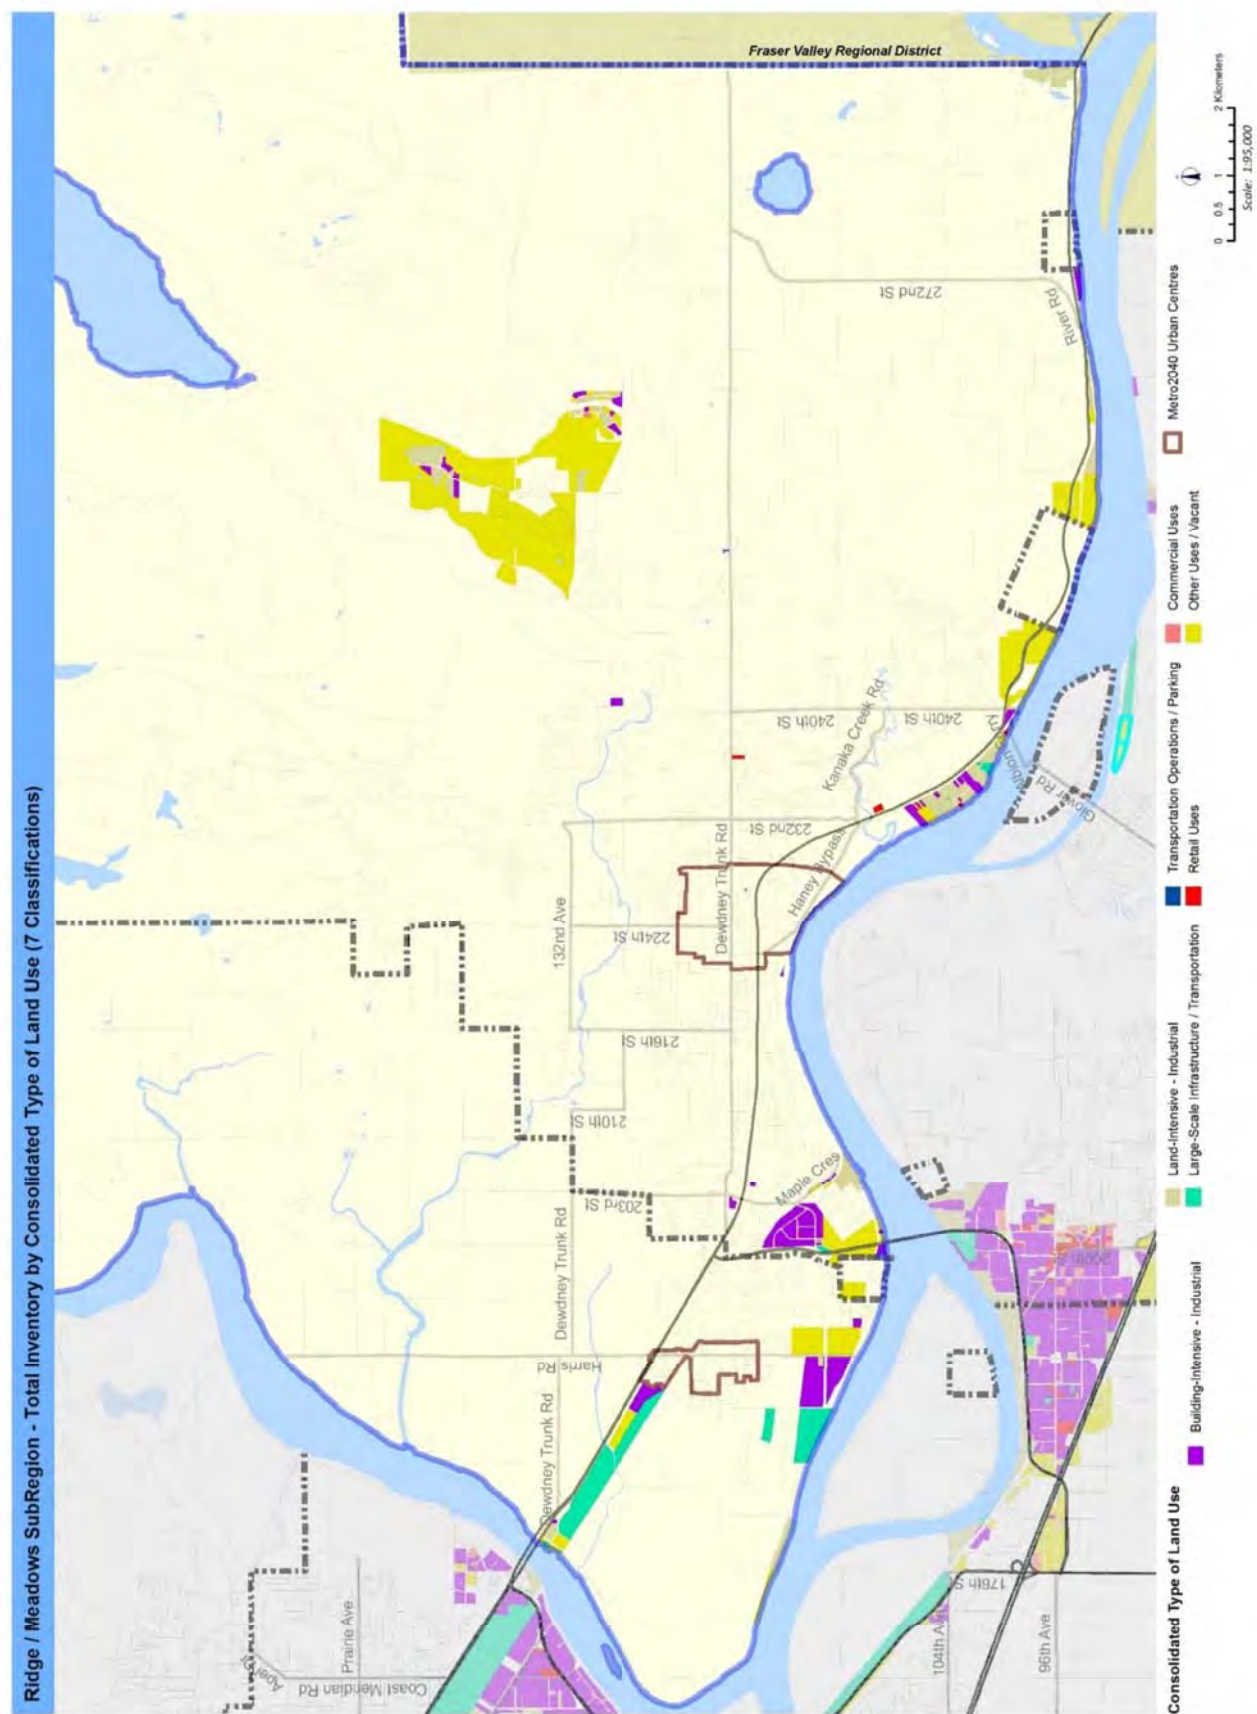 Ridge / Meadows SubRegion - Total Inventory by Consolidated Type of Land Use (7 Classifications)
Fraser Valley Regional District
272nd St
River Rd
240th St
240th St
Kanaka Creek Rd
232nd St
Dewdney Trunk Rd
Haney Bypass
224th St
132nd Ave
216th St
210th St
203rd St
Maple Cres
Dewdney Trunk Rd
Harris Rd
Dewdney Trunk Rd
Glover Rd
200th St
176th St
104th Ave
96th Ave
Prairie Ave
Coast Meridian Rd
Consolidated Type of Land Use
Building-Intensive - Industrial
Land-Intensive - Industrial
Large-Scale Infrastructure / Transportation
Transportation Operations / Parking
Retail Uses
Commercial Uses
Other Uses / Vacant
Metro2040 Urban Centres
0 0.5 1 2 Kilometers
Scale: 1:95,000